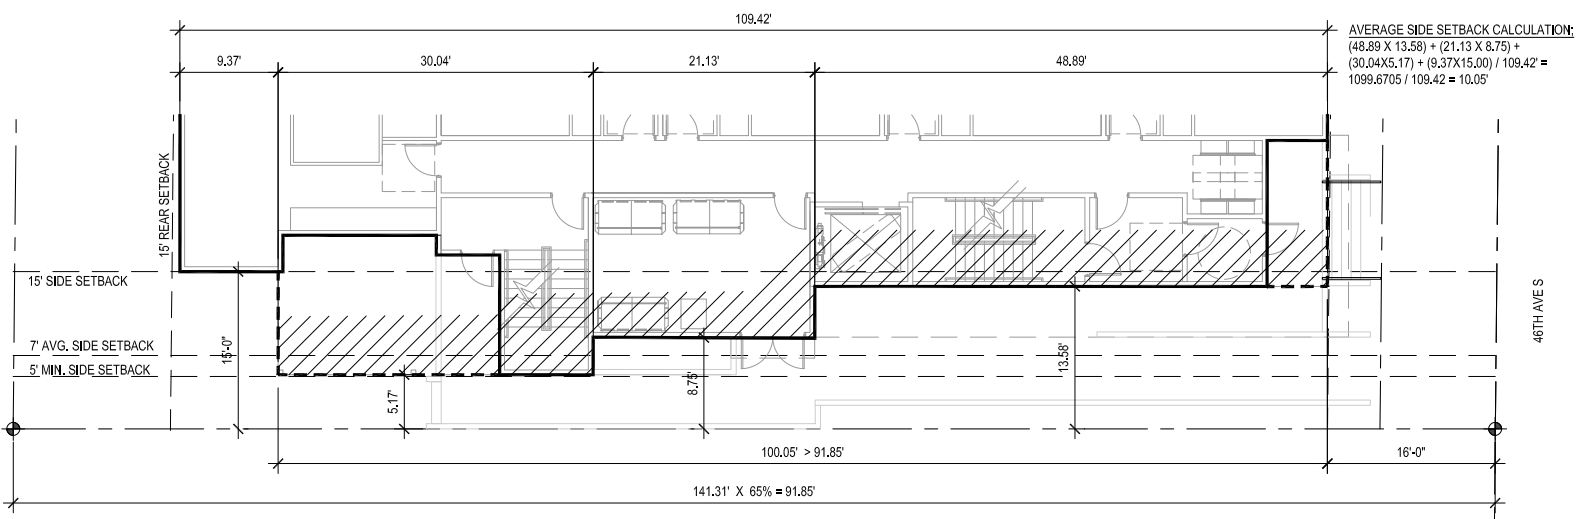 109.42'
AVERAGE SIDE SETBACK CALCULATION:
(48.89 X 13.58) + (21.13 X 8.75) +
(30.04X5.17) + (9.37X15.00) / 109.42' =
1099.6705 / 109.42 = 10.05'
9.37'
30.04'
21.13'
48.89'
15' REAR SETBACK
15' SIDE SETBACK
46TH AVE S
7' AVG. SIDE SETBACK
5' MIN. SIDE SETBACK
15'-0"
5.17'
8.75'
13.58'
100.05' > 91.85'
16'-0"
141.31' X 65% = 91.85'